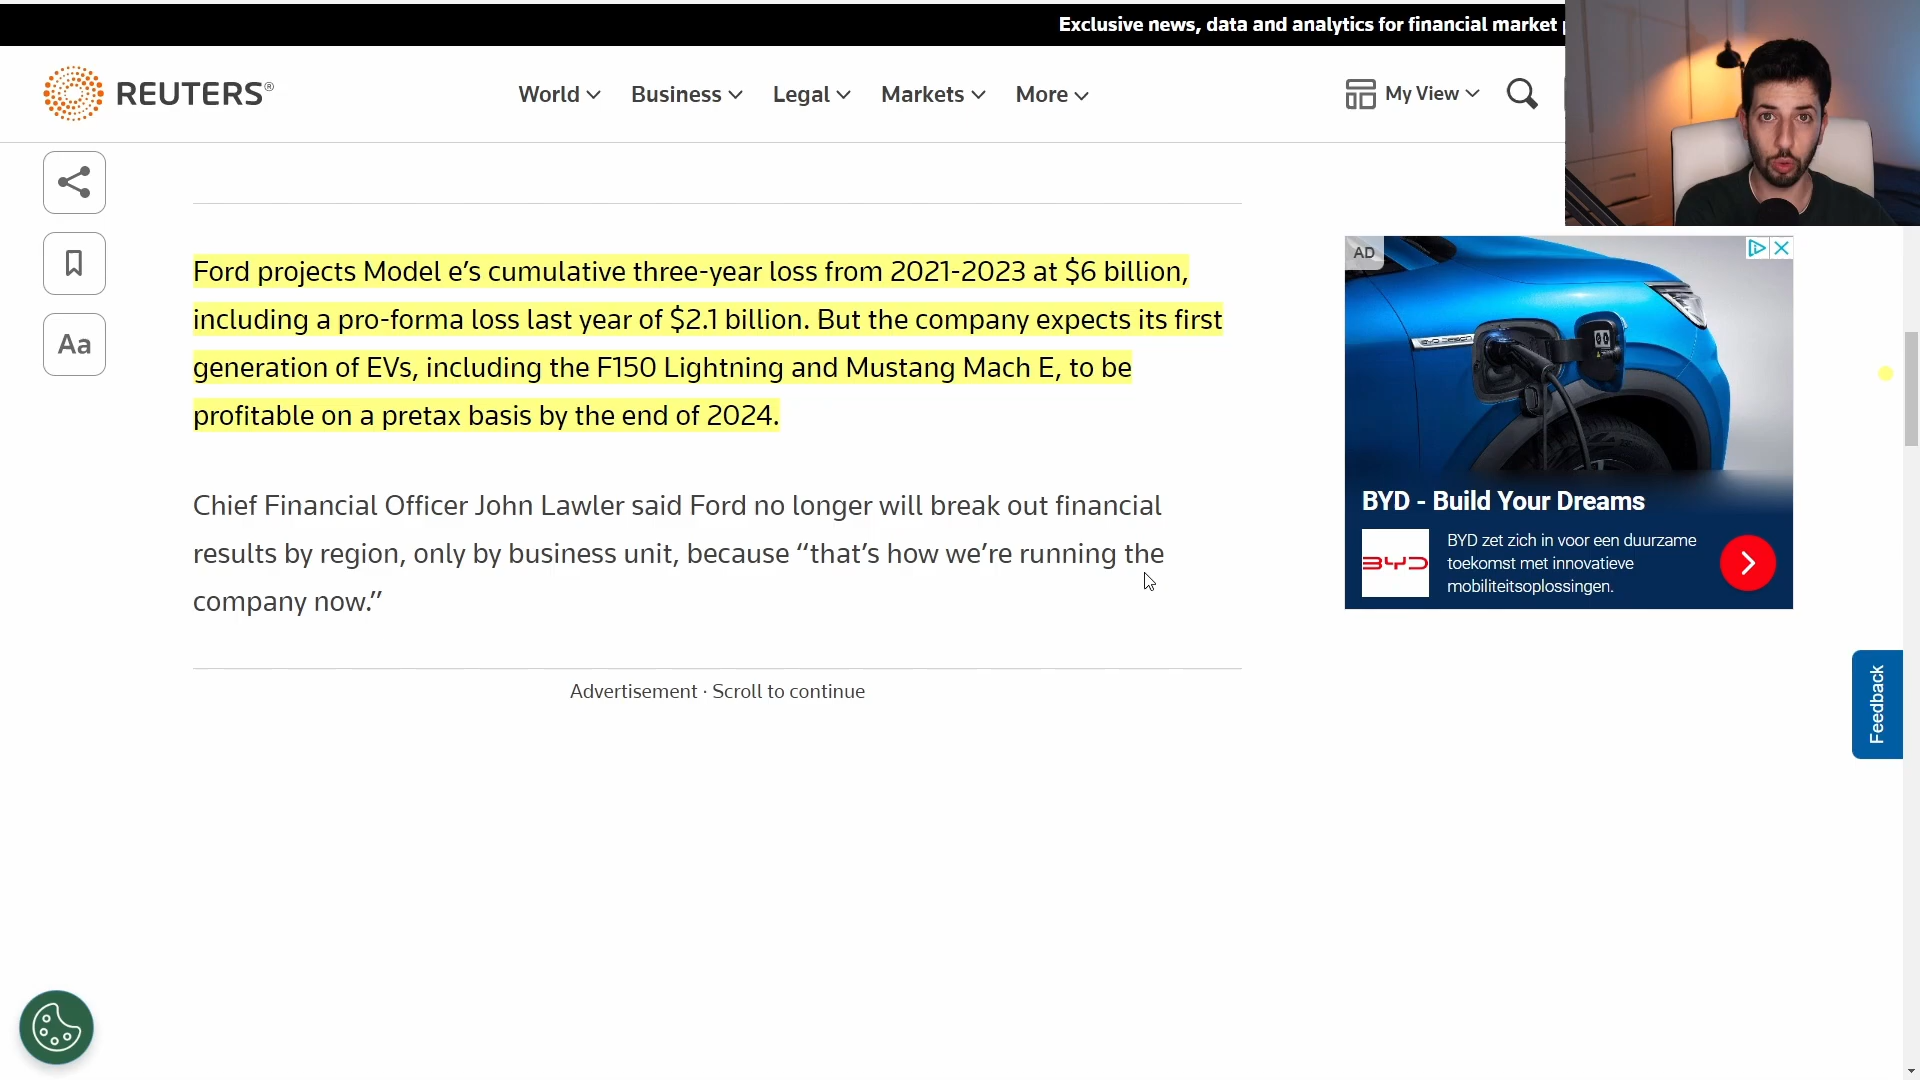 Exclusive news, data and analytics for financial market
REUTERS®
World
Business
Legal
Markets
More
My View
Aa
Ford projects Model e’s cumulative three-year loss from 2021-2023 at $6 billion,
including a pro-forma loss last year of $2.1 billion. But the company expects its first
generation of EVs, including the F150 Lightning and Mustang Mach E, to be
profitable on a pretax basis by the end of 2024.
Chief Financial Officer John Lawler said Ford no longer will break out financial
results by region, only by business unit, because “that’s how we’re running the
company now.”
Advertisement · Scroll to continue
AD
BYD - Build Your Dreams
BYD
BYD zet zich in voor een duurzame
toekomst met innovatieve
mobiliteitsoplossingen.
Feedback